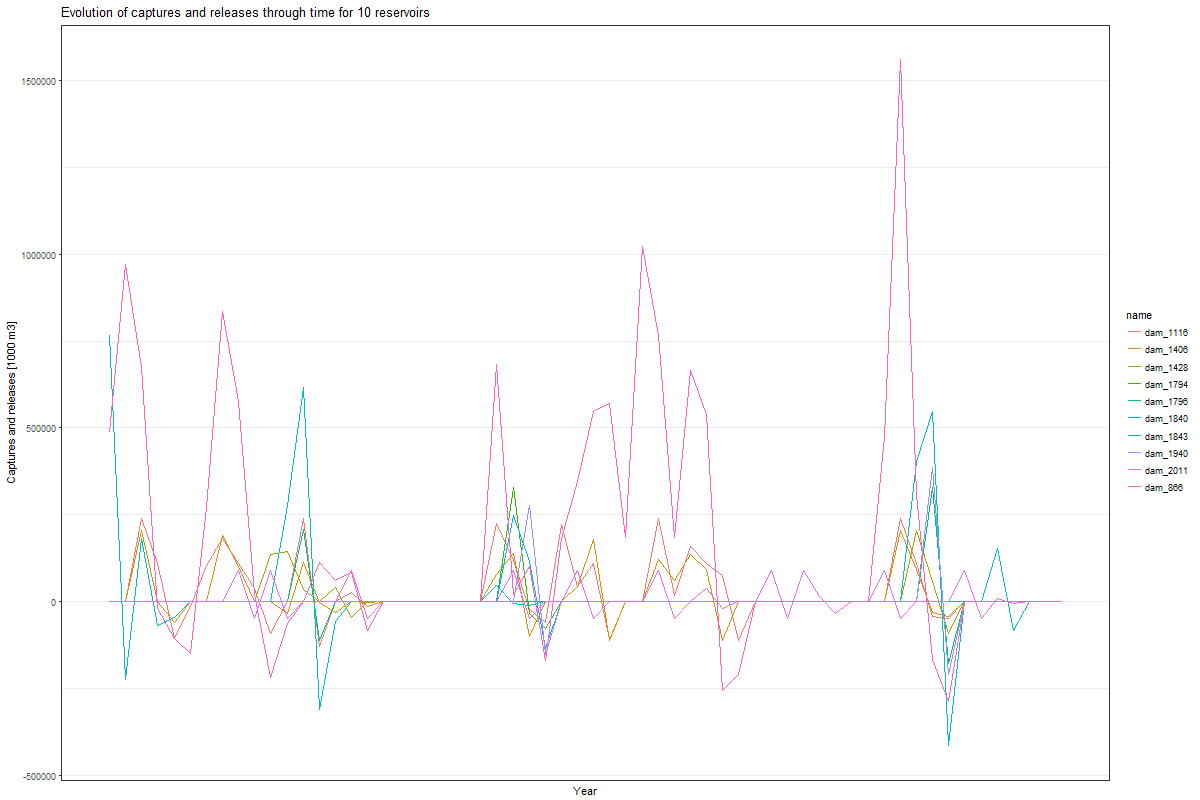 Evolution of captures and releases through time for 10 reservoirs
Captures and releases [1000 m3]
1500000
1000000
500000
0
-500000
Year
name
dam_1116
dam_1406
dam_1428
dam_1794
dam_1796
dam_1840
dam_1843
dam_1940
dam_2011
dam_866